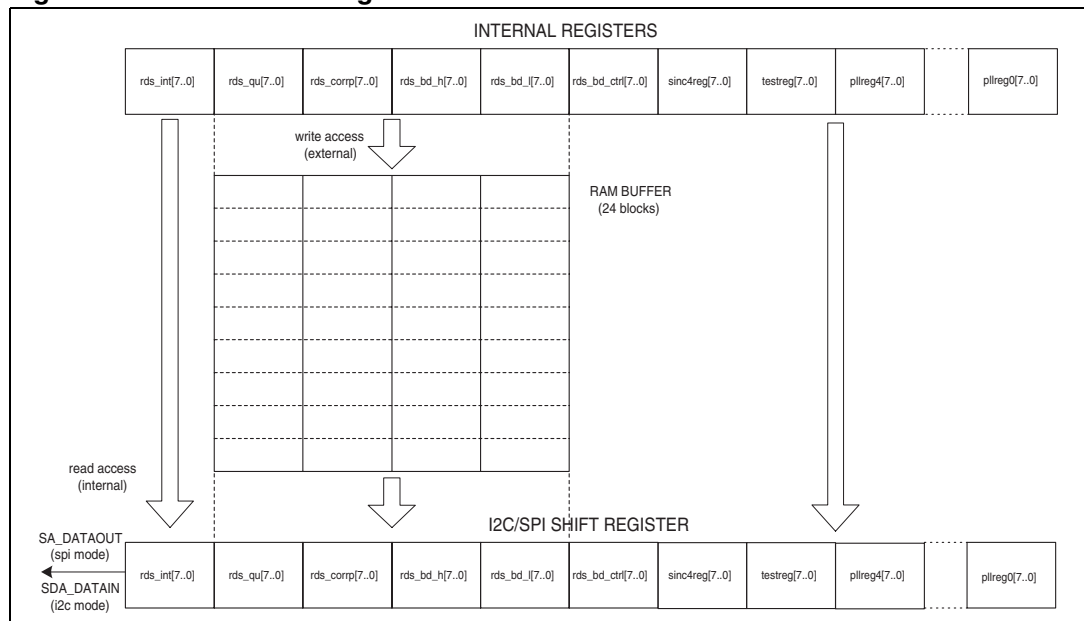 INTERNAL REGISTERS
rds_int[7..0] rds_qu[7..0] rds_corrp[7..0] rds_bd_h[7..0] rds_bd_l[7..0] rds_bd_ctrl[7..0] sinc4reg[7..0] testreg[7..0] pllreg4[7..0] pllreg0[7..0]
write access
(external)
RAM BUFFER
(24 blocks)
read access
(internal)
I2C/SPI SHIFT REGISTER
SA_DATAOUT
(spi mode)
rds_int[7..0] rds_qu[7..0] rds_corrp[7..0] rds_bd_h[7..0] rds_bd_l[7..0] rds_bd_ctrl[7..0] sinc4reg[7..0] testreg[7..0] pllreg4[7..0] pllreg0[7..0]
SDA_DATAIN
(i2c mode)